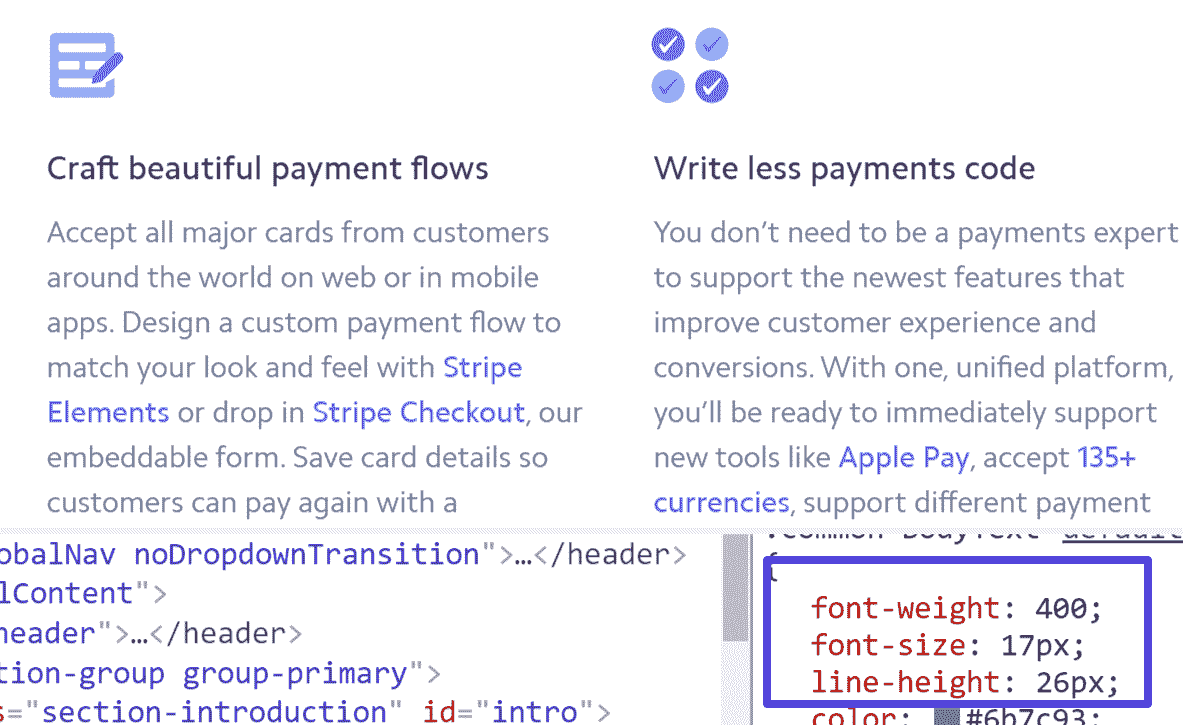 Craft beautiful payment flows
Accept all major cards from customers
around the world on web or in mobile
apps. Design a custom payment flow to
match your look and feel with Stripe
Elements or drop in Stripe Checkout, our
embeddable form. Save card details so
customers can pay again with a
Write less payments code
You don’t need to be a payments expert
to support the newest features that
improve customer experience and
conversions. With one, unified platform,
you’ll be ready to immediately support
new tools like Apple Pay, accept 135+
currencies, support different payment
obalNav noDropdownTransition">…</header>
lContent">
header">…</header>
tion-group group-primary">
s="section-introduction" id="intro">
.common-BodyText default
{
font-weight: 400;
font-size: 17px;
line-height: 26px;
color: #6b7c93;